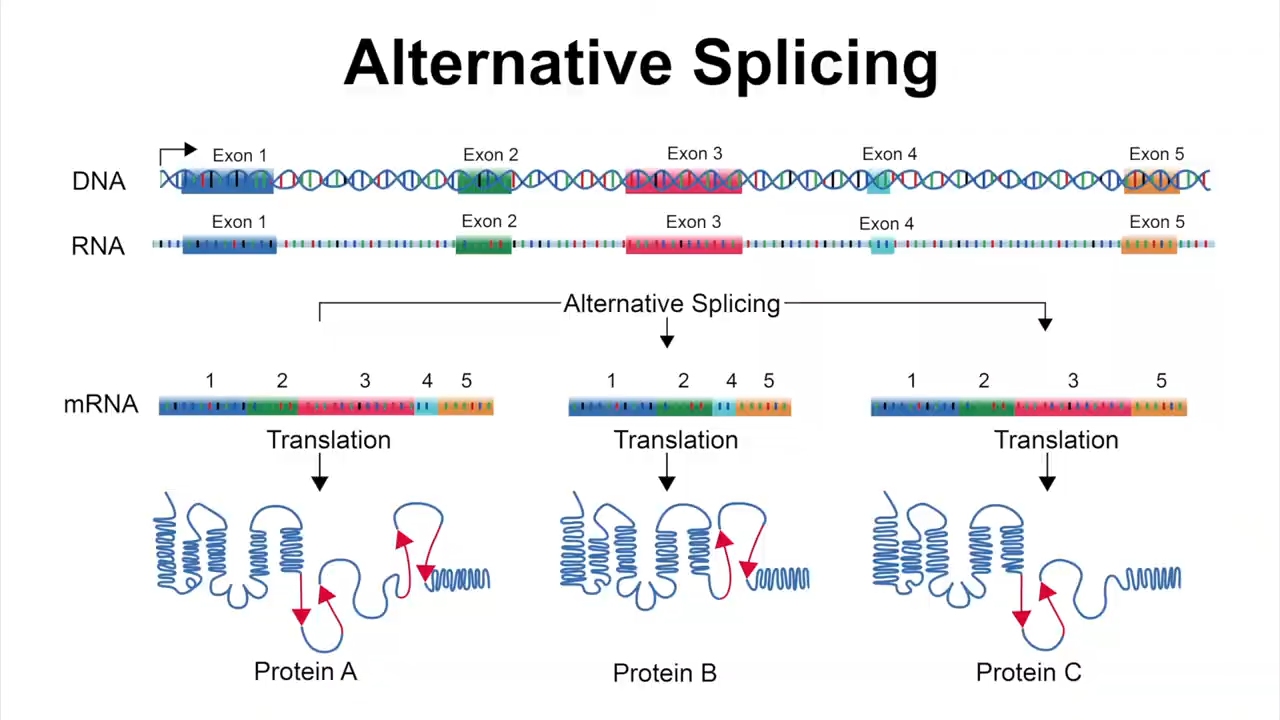 Alternative Splicing
Exon 1 Exon 2 Exon 3 Exon 4 Exon 5
DNA
Exon 1 Exon 2 Exon 3 Exon 4 Exon 5
RNA
Alternative Splicing
1 2 3 4 5 1 2 4 5 1 2 3 5
mRNA
Translation Translation Translation
Protein A Protein B Protein C